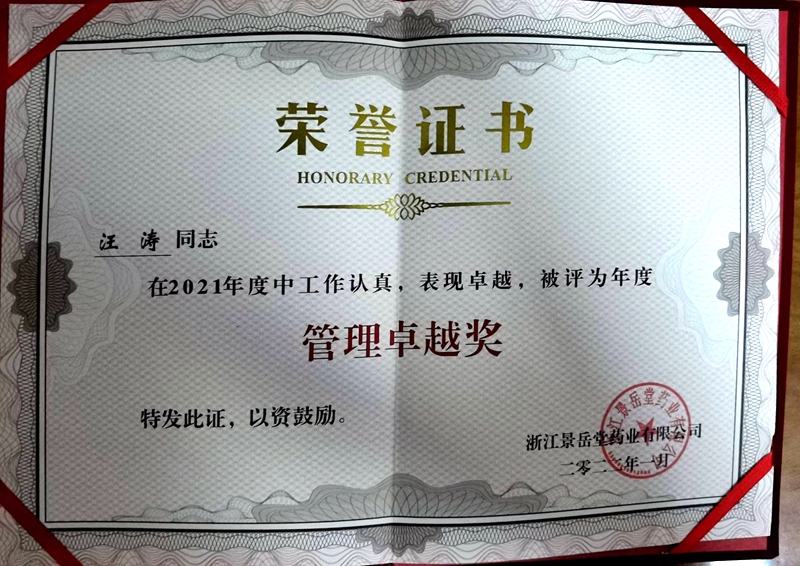 荣誉证书
HONORARY CREDENTIAL
汪 涛 同志
在2021年度中工作认真，表现卓越，被评为年度
管理卓越奖
特发此证，以资鼓励。
浙江景岳堂药业有限公司
二零二 年一月